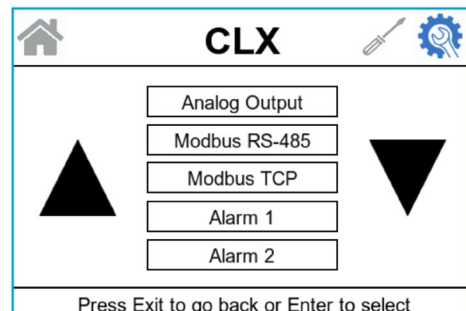 CLX
Analog Output
Modbus RS-485
Modbus TCP
Alarm 1
Alarm 2
Press Exit to go back or Enter to select